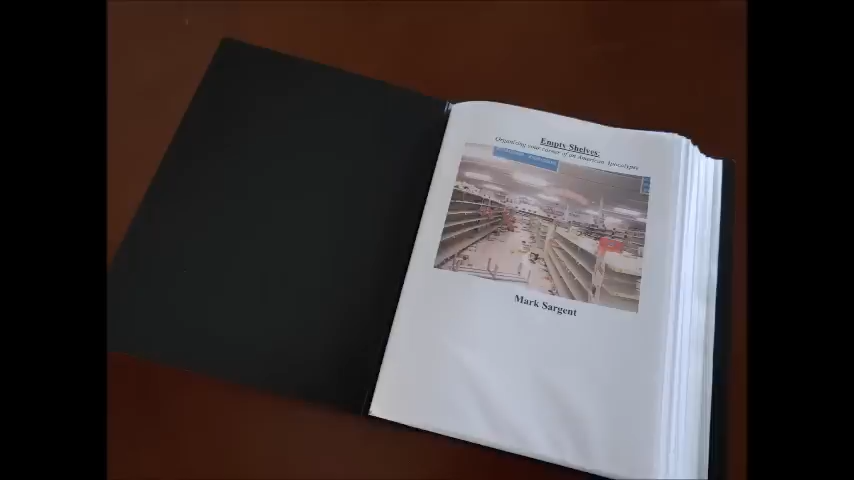 Empty Shelves:
Organizing your corner of an American Apocalypse
Mark Sargent